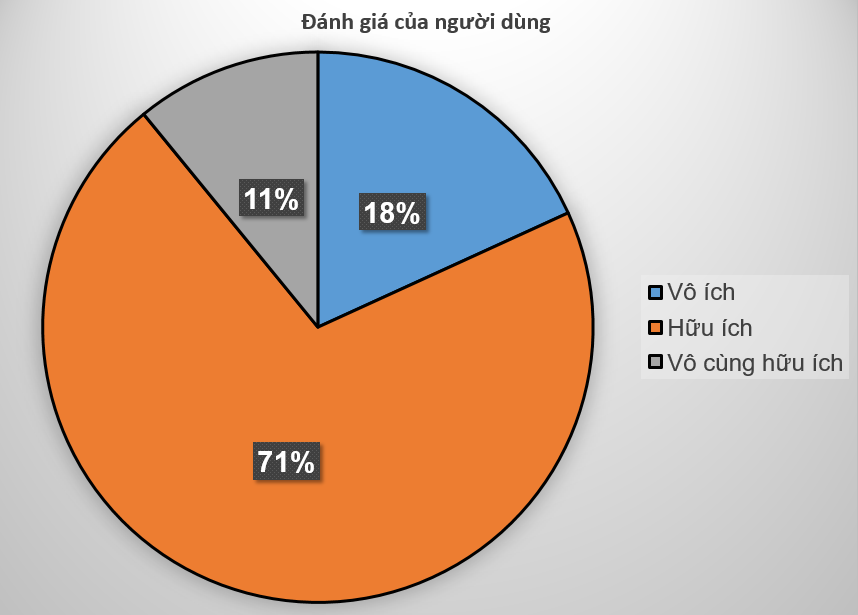 Đánh giá của người dùng
11%
18%
71%
Vô ích
Hữu ích
Vô cùng hữu ích